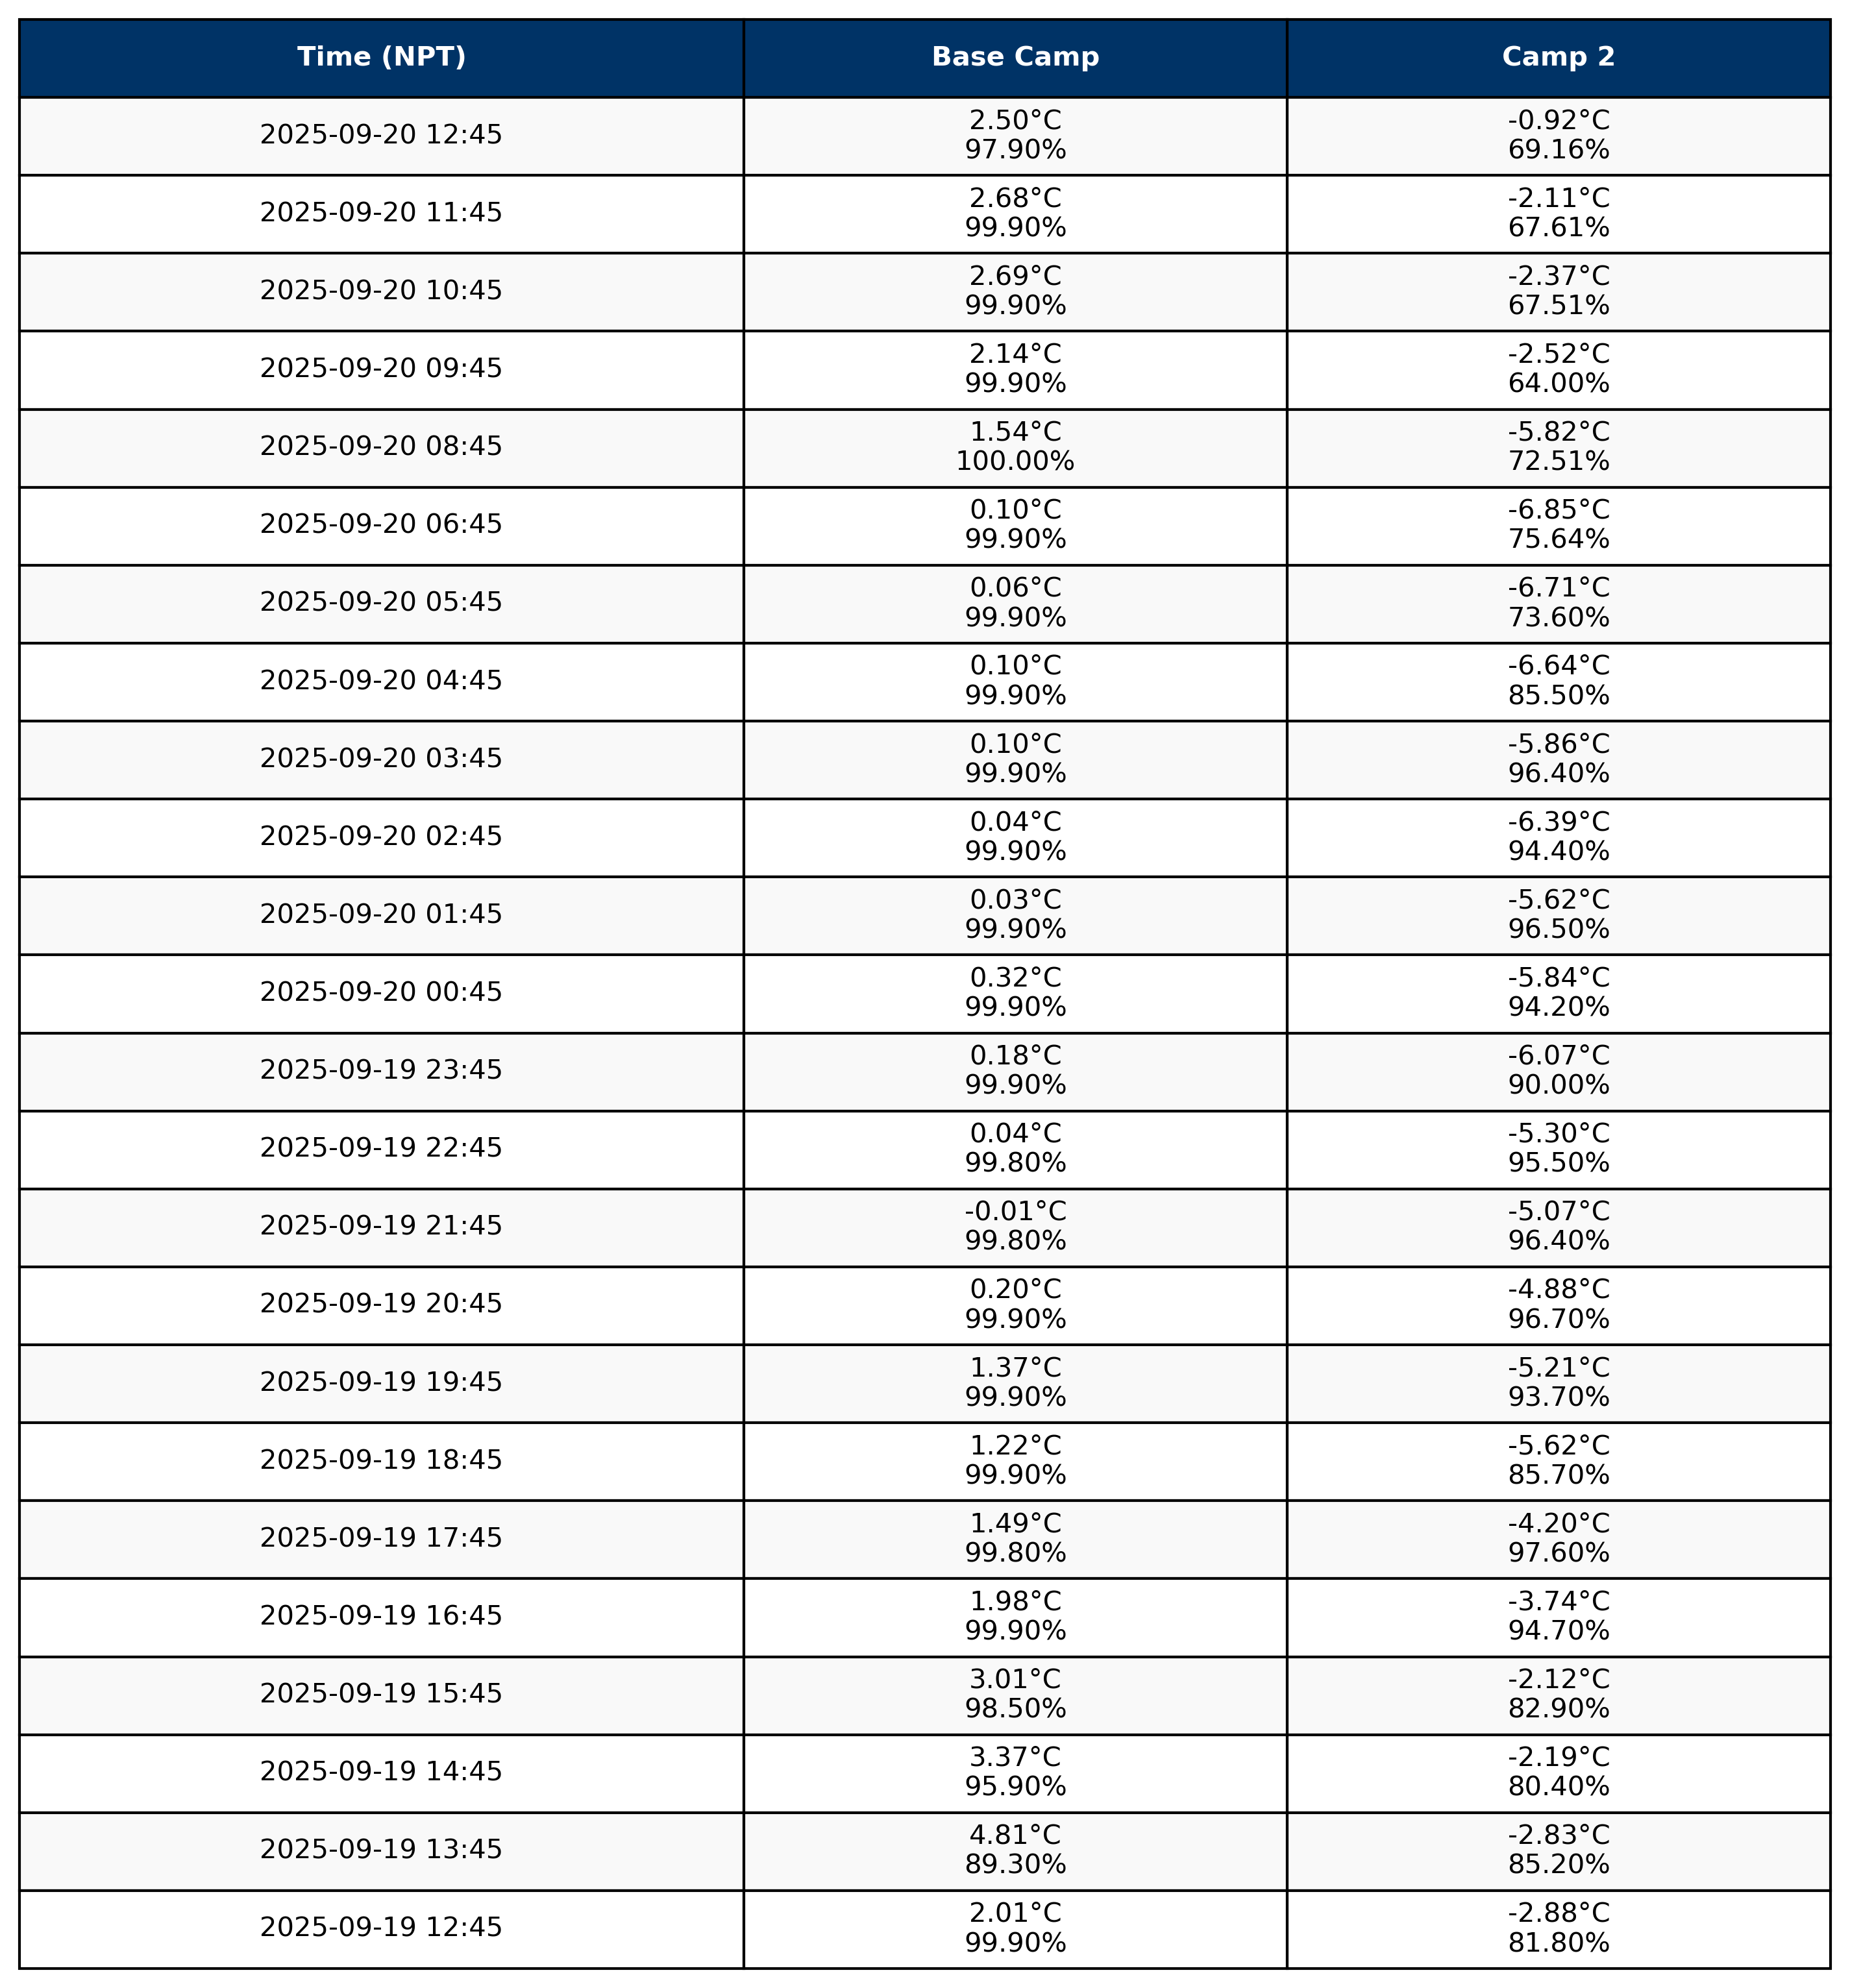 Time (NPT) Base Camp Camp 2
2025-09-20 12:45 2.50°C -0.92°C
97.90% 69.16%
2025-09-20 11:45 2.68°C -2.11°C
99.90% 67.61%
2025-09-20 10:45 2.69°C -2.37°C
99.90% 67.51%
2025-09-20 09:45 2.14°C -2.52°C
99.90% 64.00%
2025-09-20 08:45 1.54°C -5.82°C
100.00% 72.51%
2025-09-20 06:45 0.10°C -6.85°C
99.90% 75.64%
2025-09-20 05:45 0.06°C -6.71°C
99.90% 73.60%
2025-09-20 04:45 0.10°C -6.64°C
99.90% 85.50%
2025-09-20 03:45 0.10°C -5.86°C
99.90% 96.40%
2025-09-20 02:45 0.04°C -6.39°C
99.90% 94.40%
2025-09-20 01:45 0.03°C -5.62°C
99.90% 96.50%
2025-09-20 00:45 0.32°C -5.84°C
99.90% 94.20%
2025-09-19 23:45 0.18°C -6.07°C
99.90% 90.00%
2025-09-19 22:45 0.04°C -5.30°C
99.80% 95.50%
2025-09-19 21:45 -0.01°C -5.07°C
99.80% 96.40%
2025-09-19 20:45 0.20°C -4.88°C
99.90% 96.70%
2025-09-19 19:45 1.37°C -5.21°C
99.90% 93.70%
2025-09-19 18:45 1.22°C -5.62°C
99.90% 85.70%
2025-09-19 17:45 1.49°C -4.20°C
99.80% 97.60%
2025-09-19 16:45 1.98°C -3.74°C
99.90% 94.70%
2025-09-19 15:45 3.01°C -2.12°C
98.50% 82.90%
2025-09-19 14:45 3.37°C -2.19°C
95.90% 80.40%
2025-09-19 13:45 4.81°C -2.83°C
89.30% 85.20%
2025-09-19 12:45 2.01°C -2.88°C
99.90% 81.80%